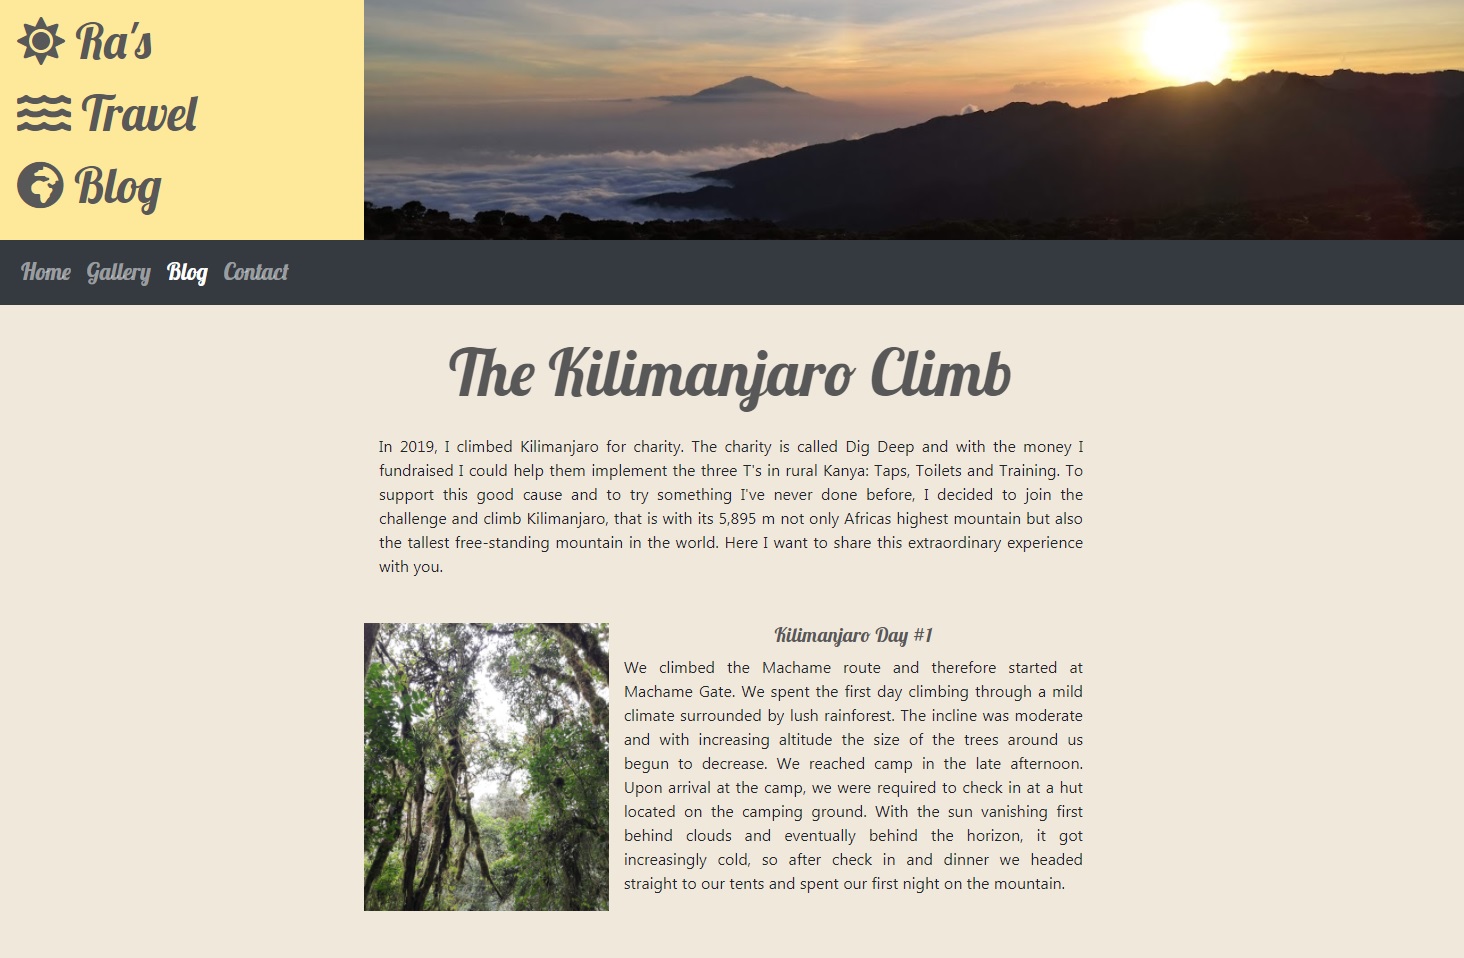 Ra's
Travel
Blog
Home Gallery Blog Contact
The Kilimanjaro Climb
In 2019, I climbed Kilimanjaro for charity. The charity is called Dig Deep and with the money I
fundraised I could help them implement the three T's in rural Kanya: Taps, Toilets and Training. To
support this good cause and to try something I've never done before, I decided to join the
challenge and climb Kilimanjaro, that is with its 5,895 m not only Africas highest mountain but also
the tallest free-standing mountain in the world. Here I want to share this extraordinary experience
with you.
Kilimanjaro Day #1
We climbed the Machame route and therefore started at
Machame Gate. We spent the first day climbing through a mild
climate surrounded by lush rainforest. The incline was moderate
and with increasing altitude the size of the trees around us
begun to decrease. We reached camp in the late afternoon.
Upon arrival at the camp, we were required to check in at a hut
located on the camping ground. With the sun vanishing first
behind clouds and eventually behind the horizon, it got
increasingly cold, so after check in and dinner we headed
straight to our tents and spent our first night on the mountain.